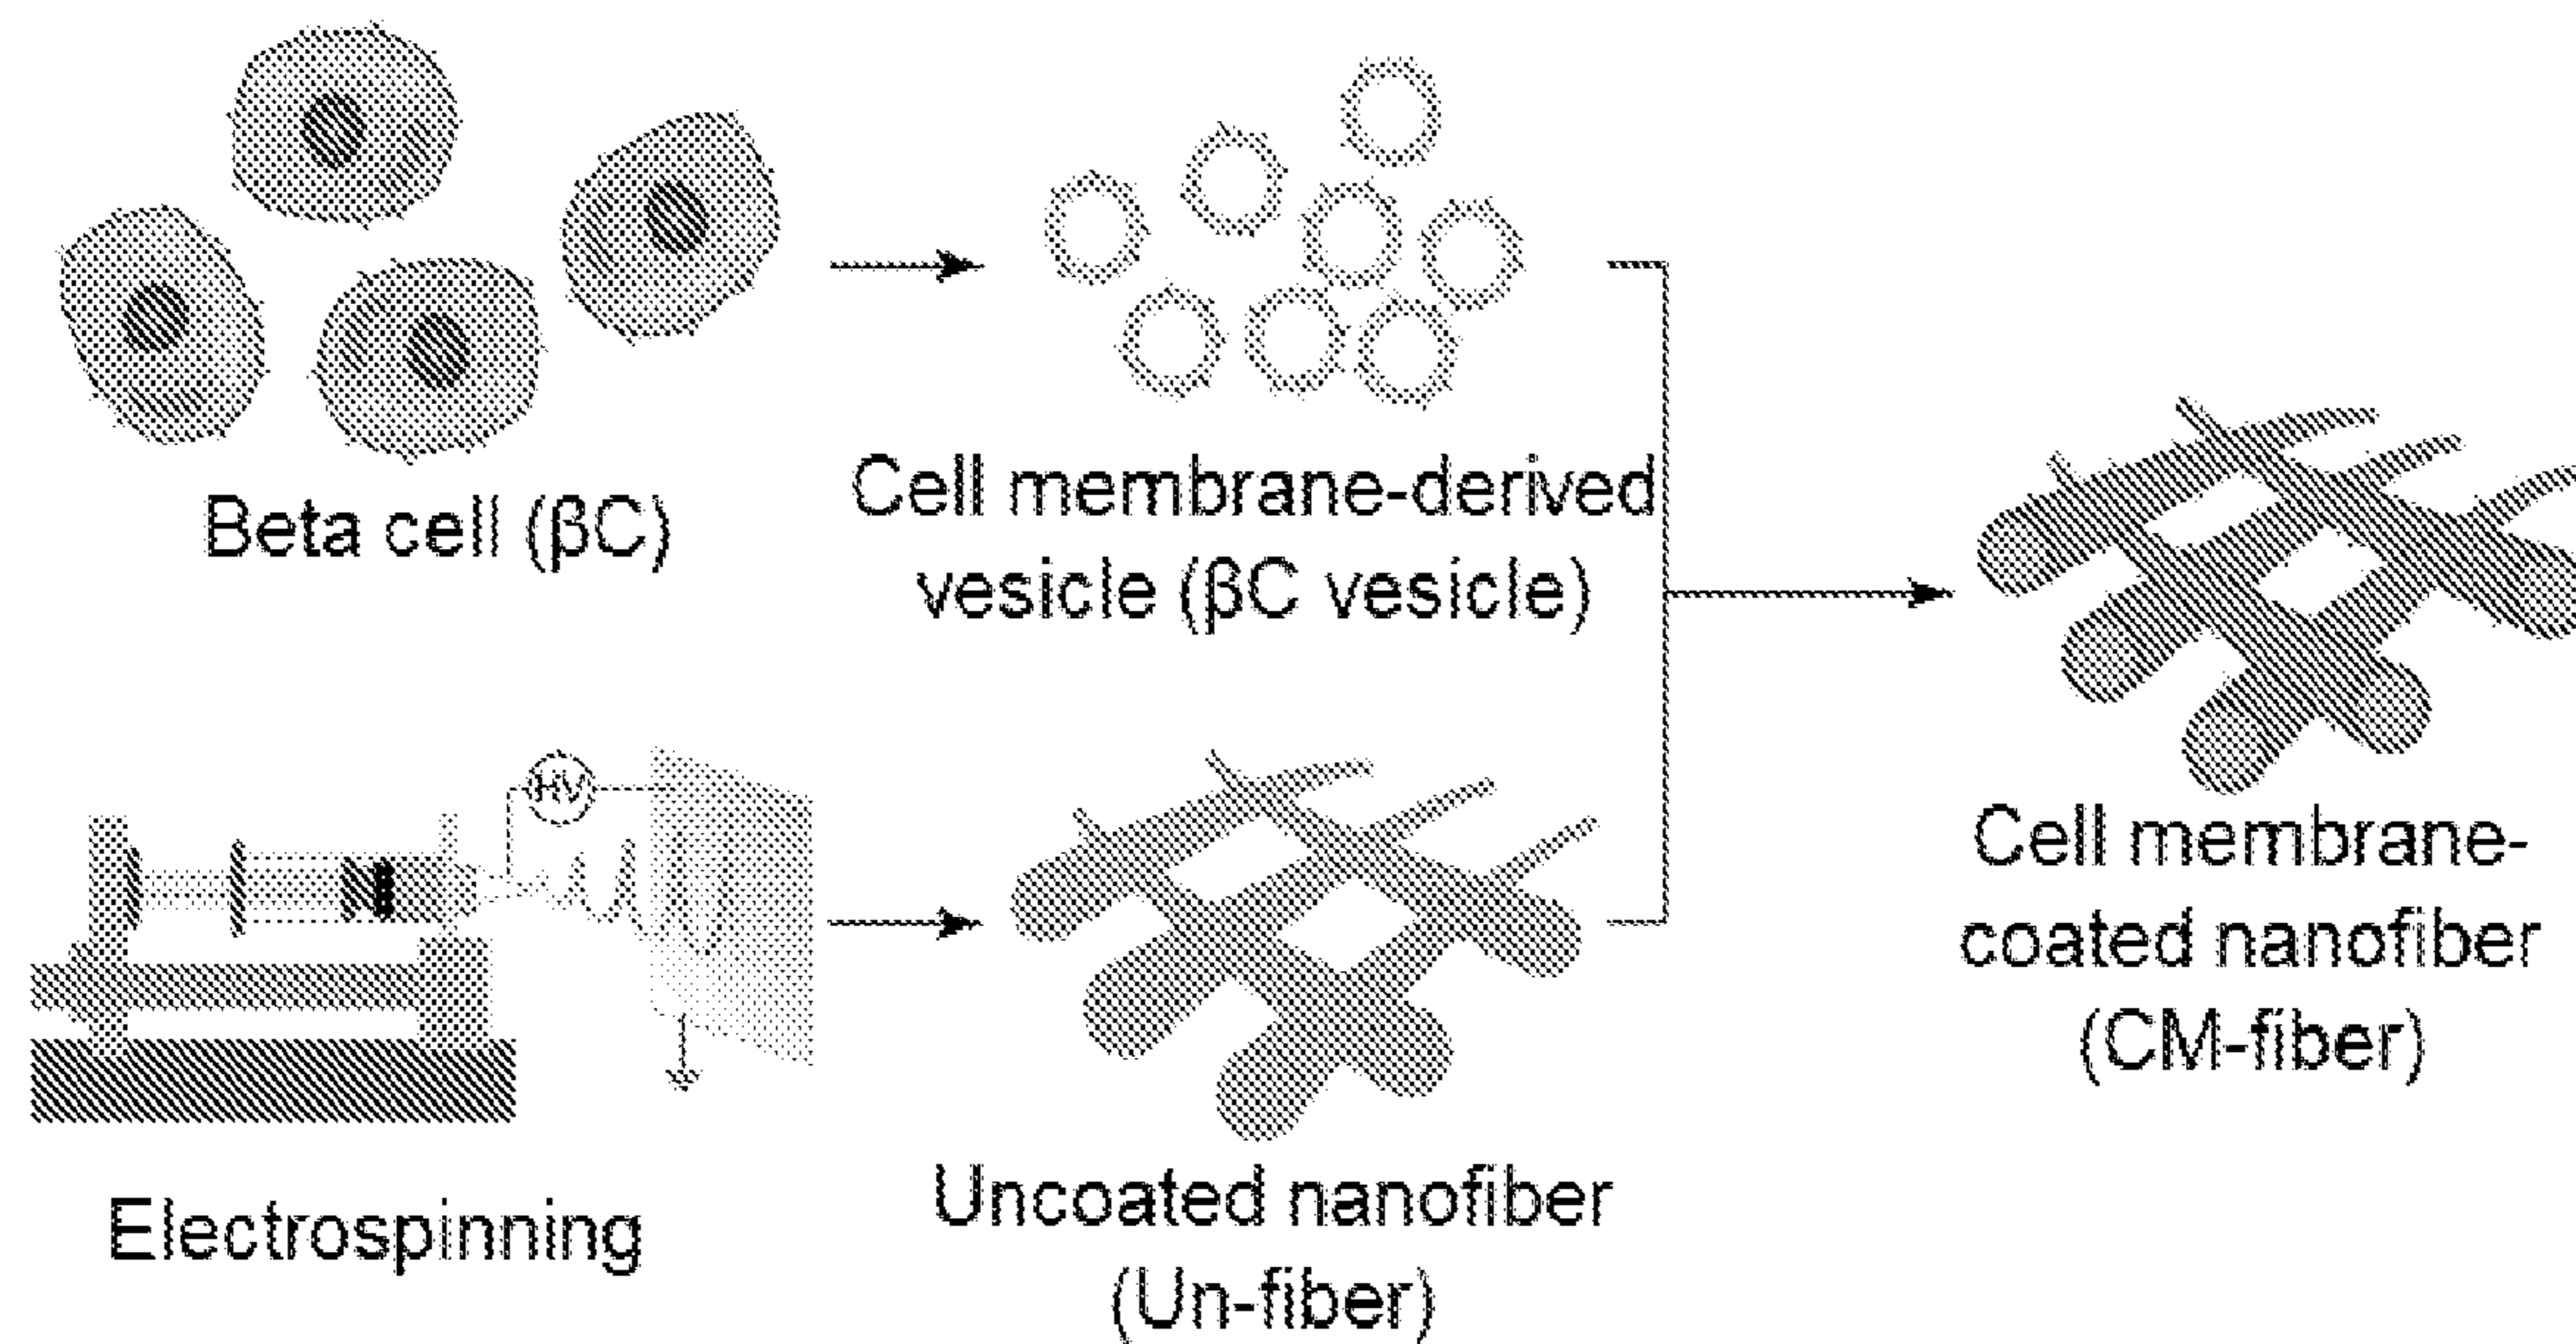 Beta cell (βC)
Cell membrane-derived
vesicle (βC vesicle)
HV
Electrospinning
Uncoated nanofiber
(Un-fiber)
Cell membrane-
coated nanofiber
(CM-fiber)